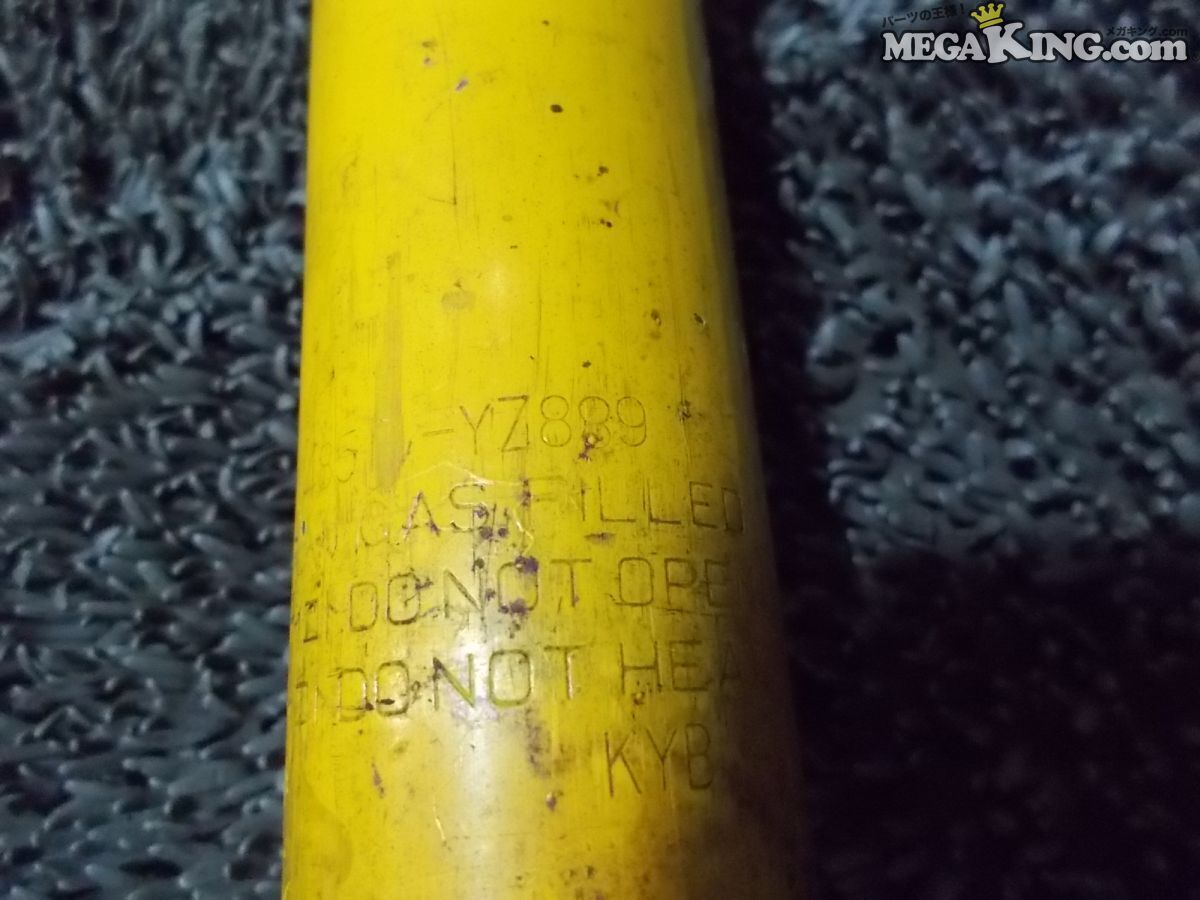 パーツの王様！
メガキング.com
MEGAKING.com
-YZ889
GAS FILLED
DO NOT OPE
DO NOT HEA
KYB